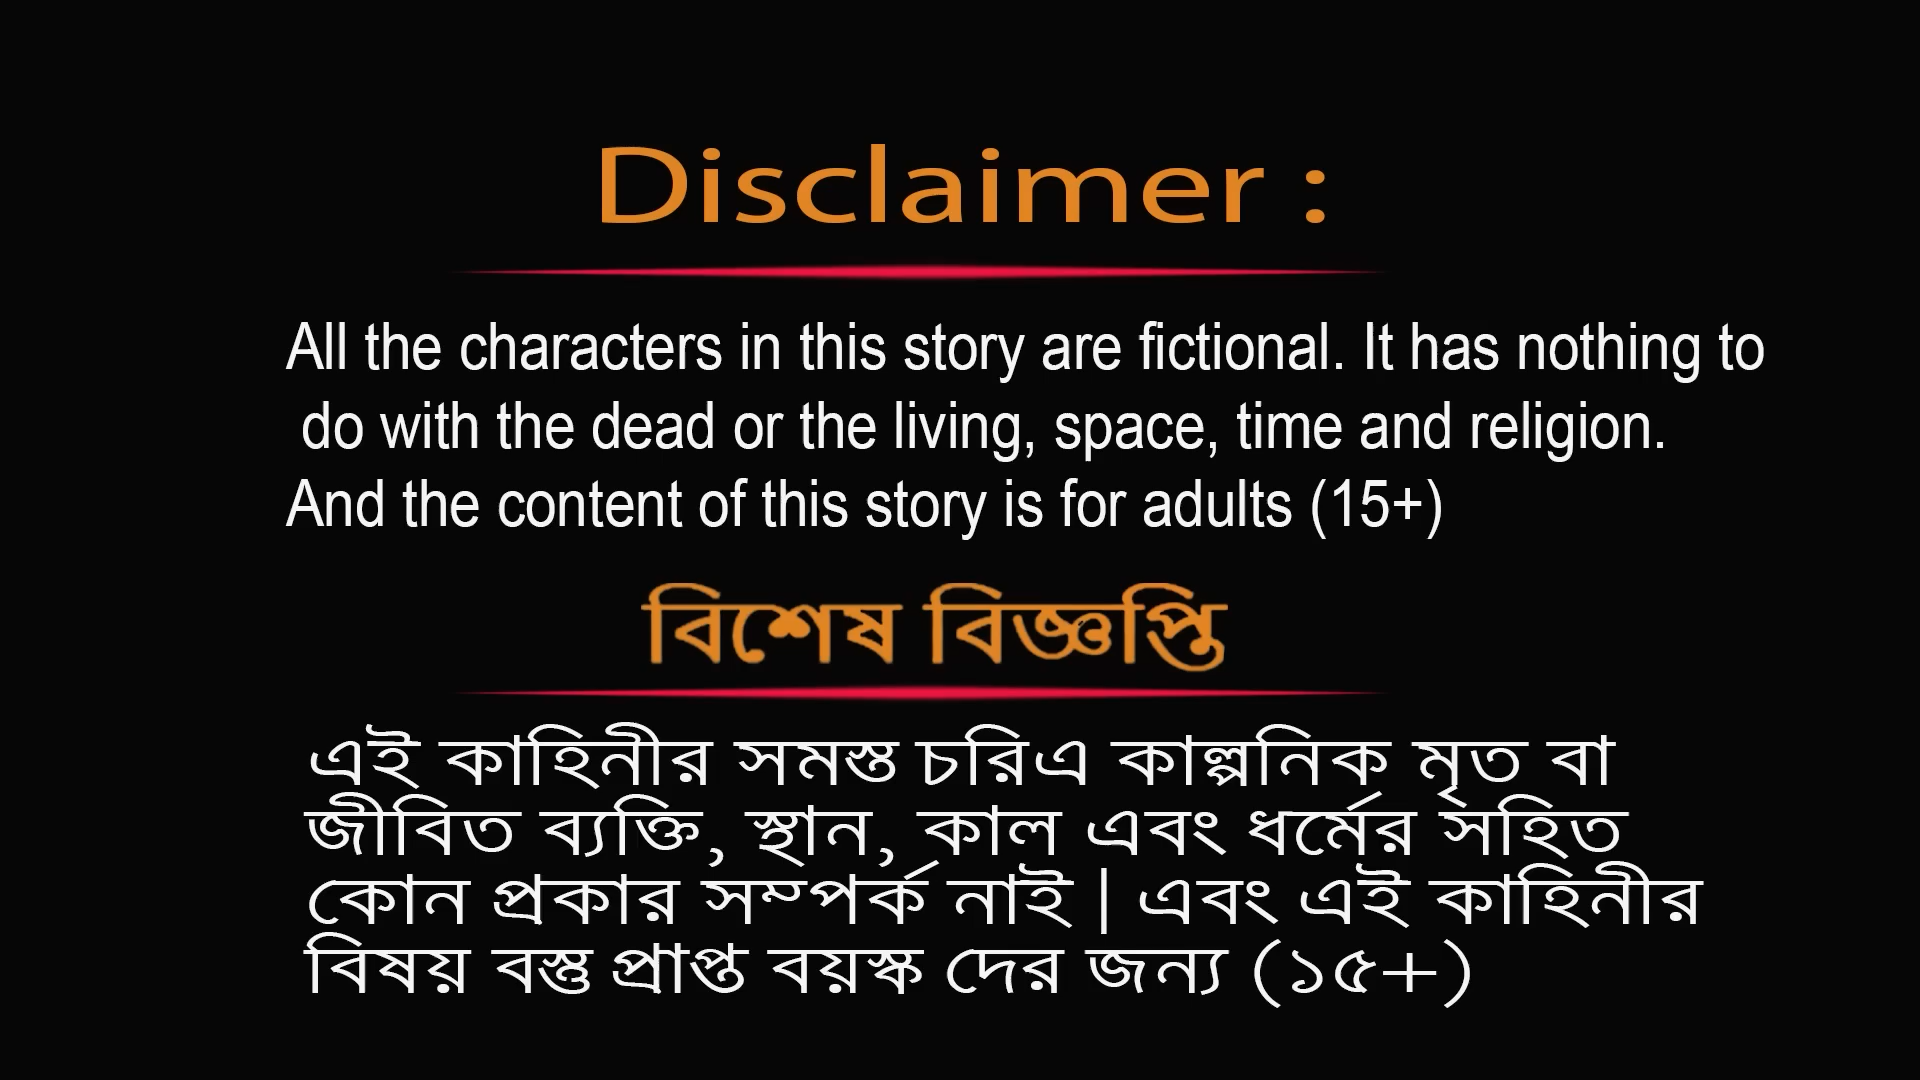 Disclaimer :
All the characters in this story are fictional. It has nothing to
do with the dead or the living, space, time and religion.
And the content of this story is for adults (15+)
বিশেষ বিজ্ঞপ্তি
এই কাহিনীর সমস্ত চরিএ কাল্পনিক মৃত বা
জীবিত ব্যক্তি, স্থান, কাল এবং ধর্মের সহিত
কোন প্রকার সম্পর্ক নাই | এবং এই কাহিনীর
বিষয় বস্তু প্রাপ্ত বয়স্ক দের জন্য (১৫+)